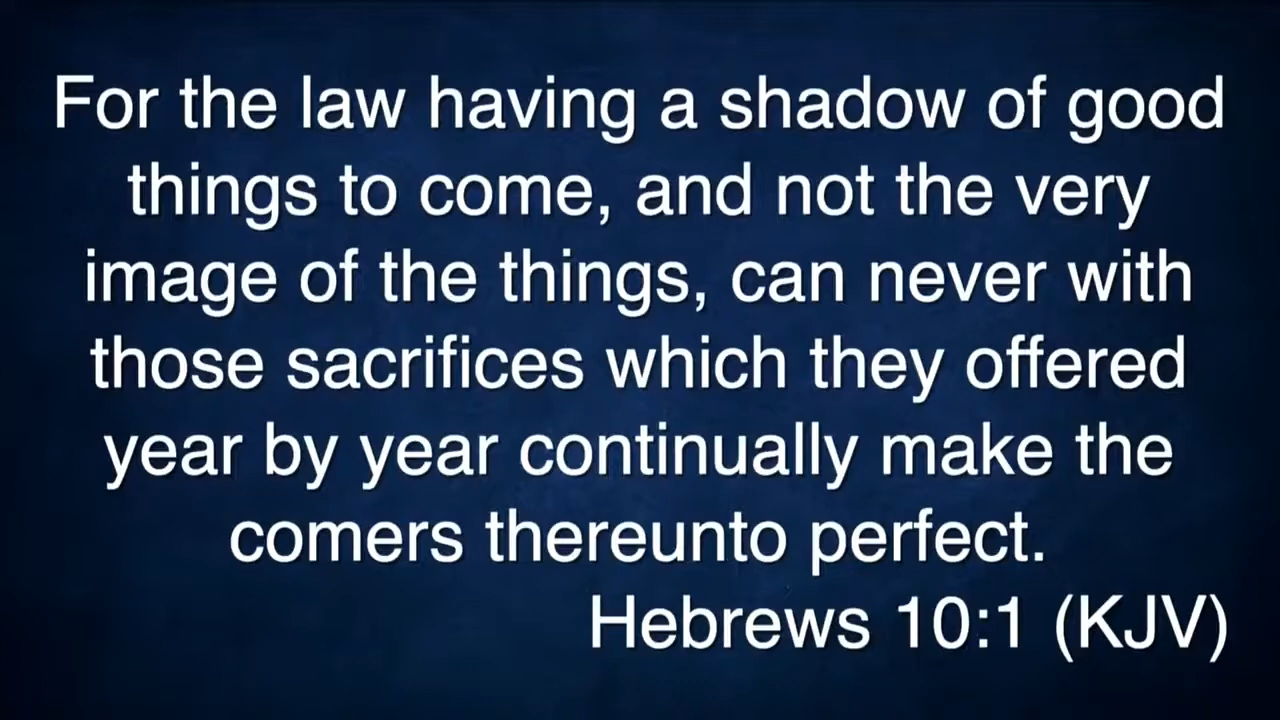 For the law having a shadow of good
things to come, and not the very
image of the things, can never with
those sacrifices which they offered
year by year continually make the
comers thereunto perfect.
Hebrews 10:1 (KJV)